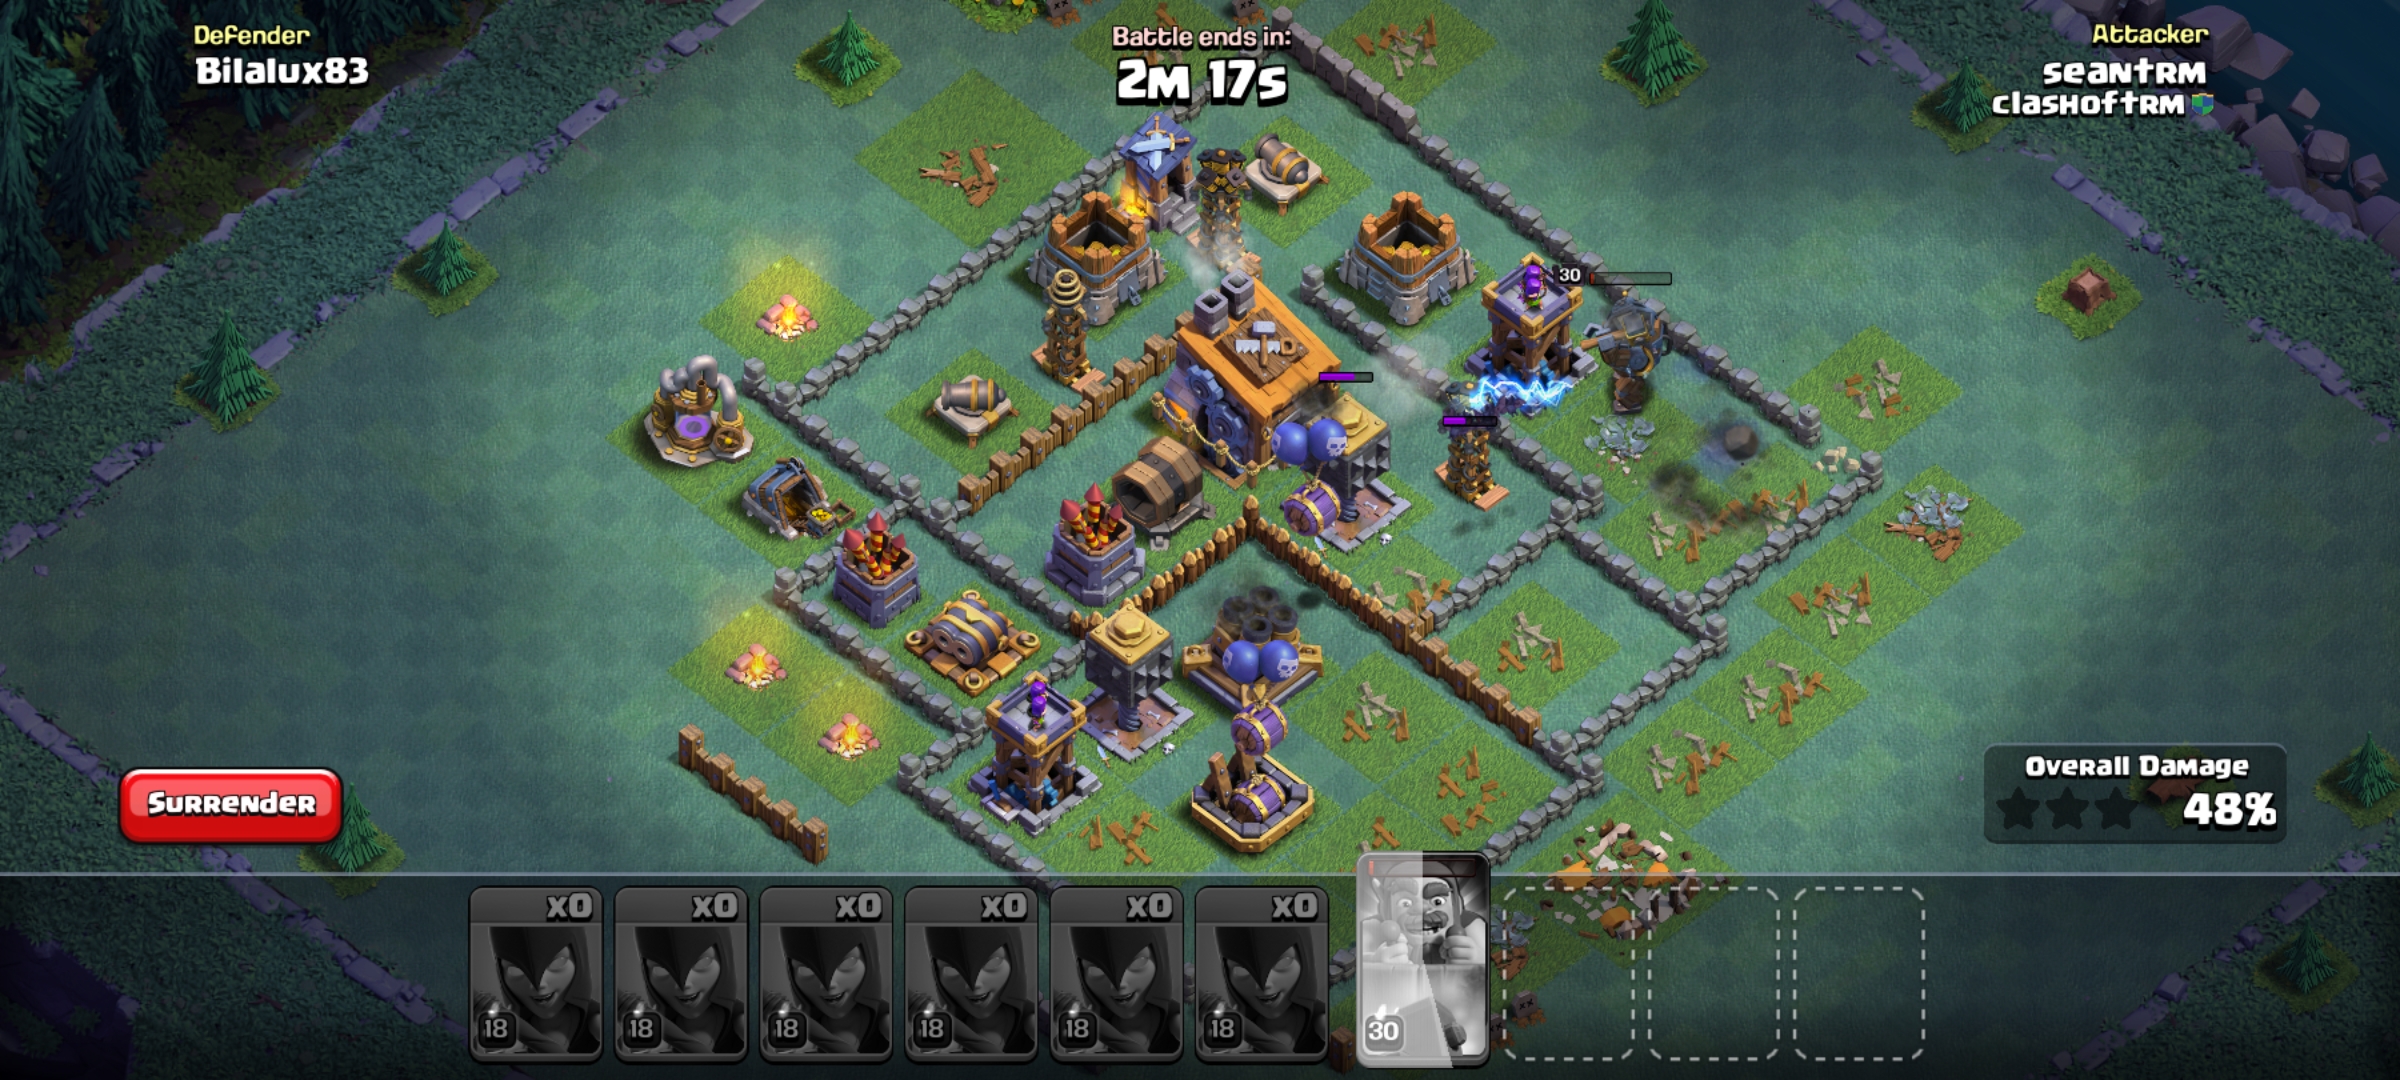 Defender
Bilalux83
Battle ends in:
2M 17S
Attacker
seantRM
clashoftRM
30
Surrender
Overall Damage
48%
x0
x0
x0
x0
x0
x0
18
18
18
18
18
18
30